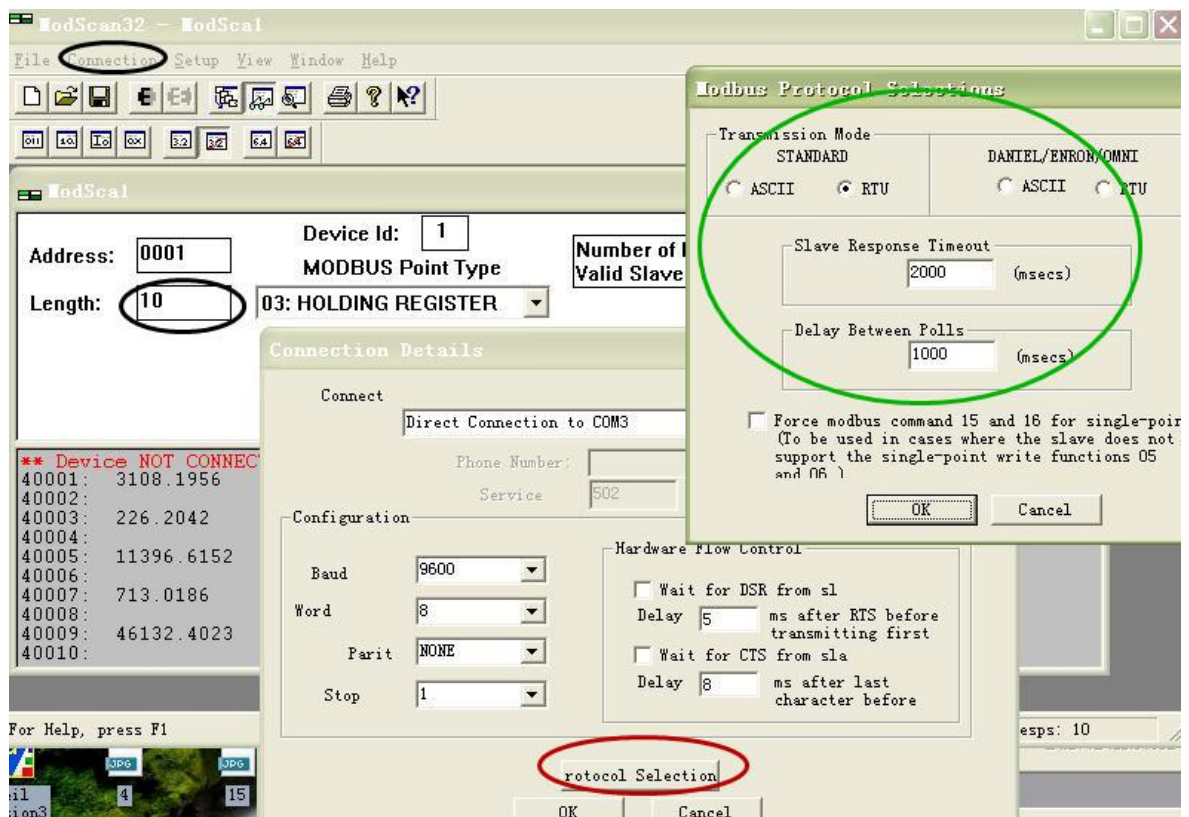 ModScan32 - ModSca1
File Connection Setup View Window Help
ModSca1
Address: 0001
Device Id: 1
MODBUS Point Type
Length: 10
03: HOLDING REGISTER
Number of
Valid Slave
** Device NOT CONNEC
40001: 3108.1956
40002:
40003: 226.2042
40004:
40005: 11396.6152
40006:
40007: 713.0186
40008:
40009: 46132.4023
40010:
For Help, press F1
esps: 10
JPG
JPG
4
15
ion3
Connection Details
Connect
Direct Connection to COM3
Phone Number:
Service 502
Configuration
Baud 9600
Word 8
Parit NONE
Stop 1
Hardware Flow Control
Wait for DSR from sl
Delay 5 ms after RTS before
transmitting first
Wait for CTS from sla
Delay 8 ms after last
character before
rotocol Selection
OK Cancel
Modbus Protocol Selections
Transmission Mode
STANDARD
ASCII RTU
DANIEL/ENRON/OMNI
ASCII RTU
Slave Response Timeout
2000 (msecs)
Delay Between Polls
1000 (msecs)
Force modbus command 15 and 16 for single-poin
(To be used in cases where the slave does not
support the single-point write functions 05
and 06.)
OK Cancel